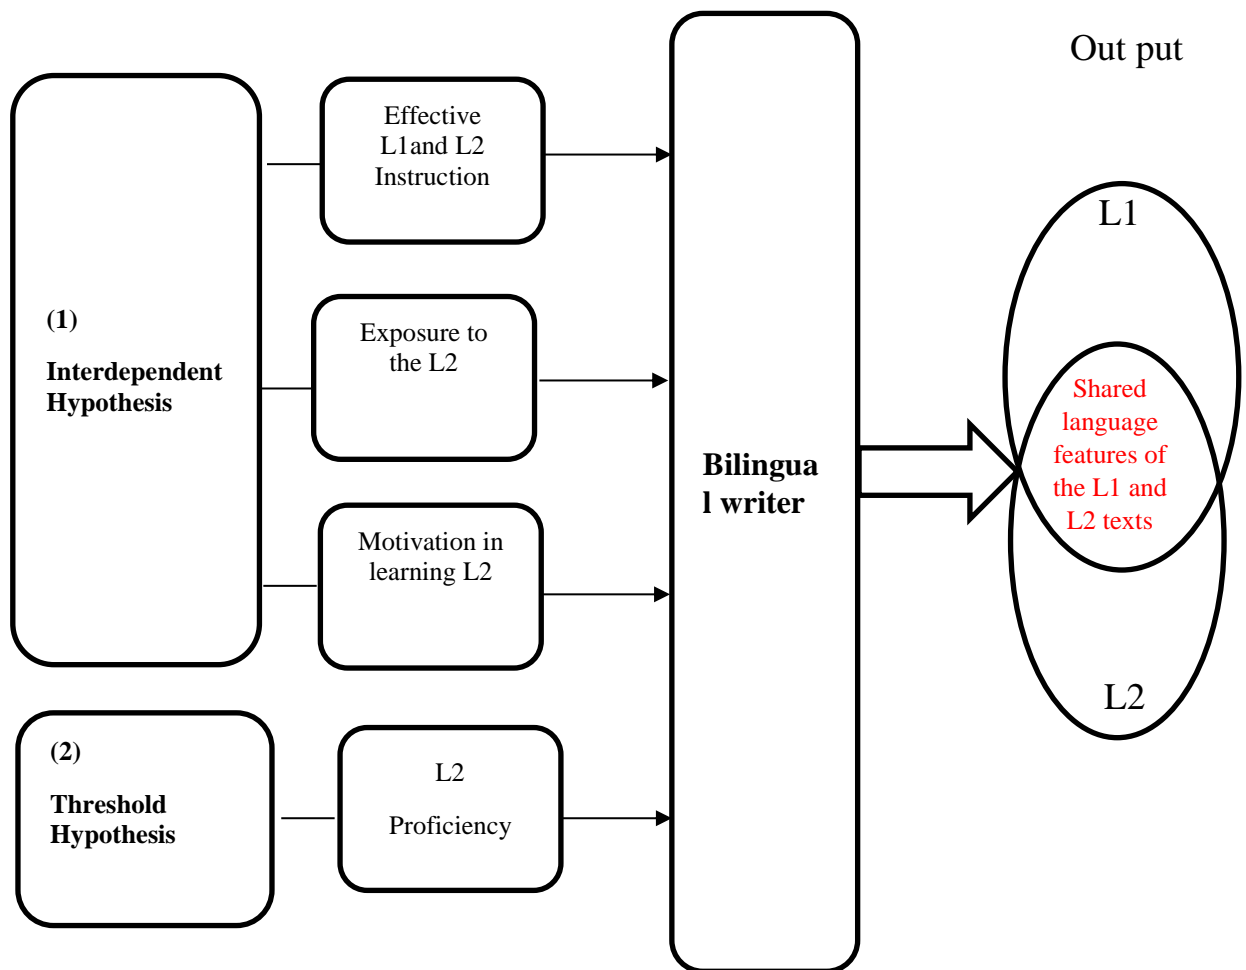 Out put
(1)
Interdependent
Hypothesis
Effective
L1and L2
Instruction
Exposure to
the L2
Motivation in
learning L2
(2)
Threshold
Hypothesis
L2
Proficiency
Bilingua
l writer
L1
Shared
language
features of
the L1 and
L2 texts
L2